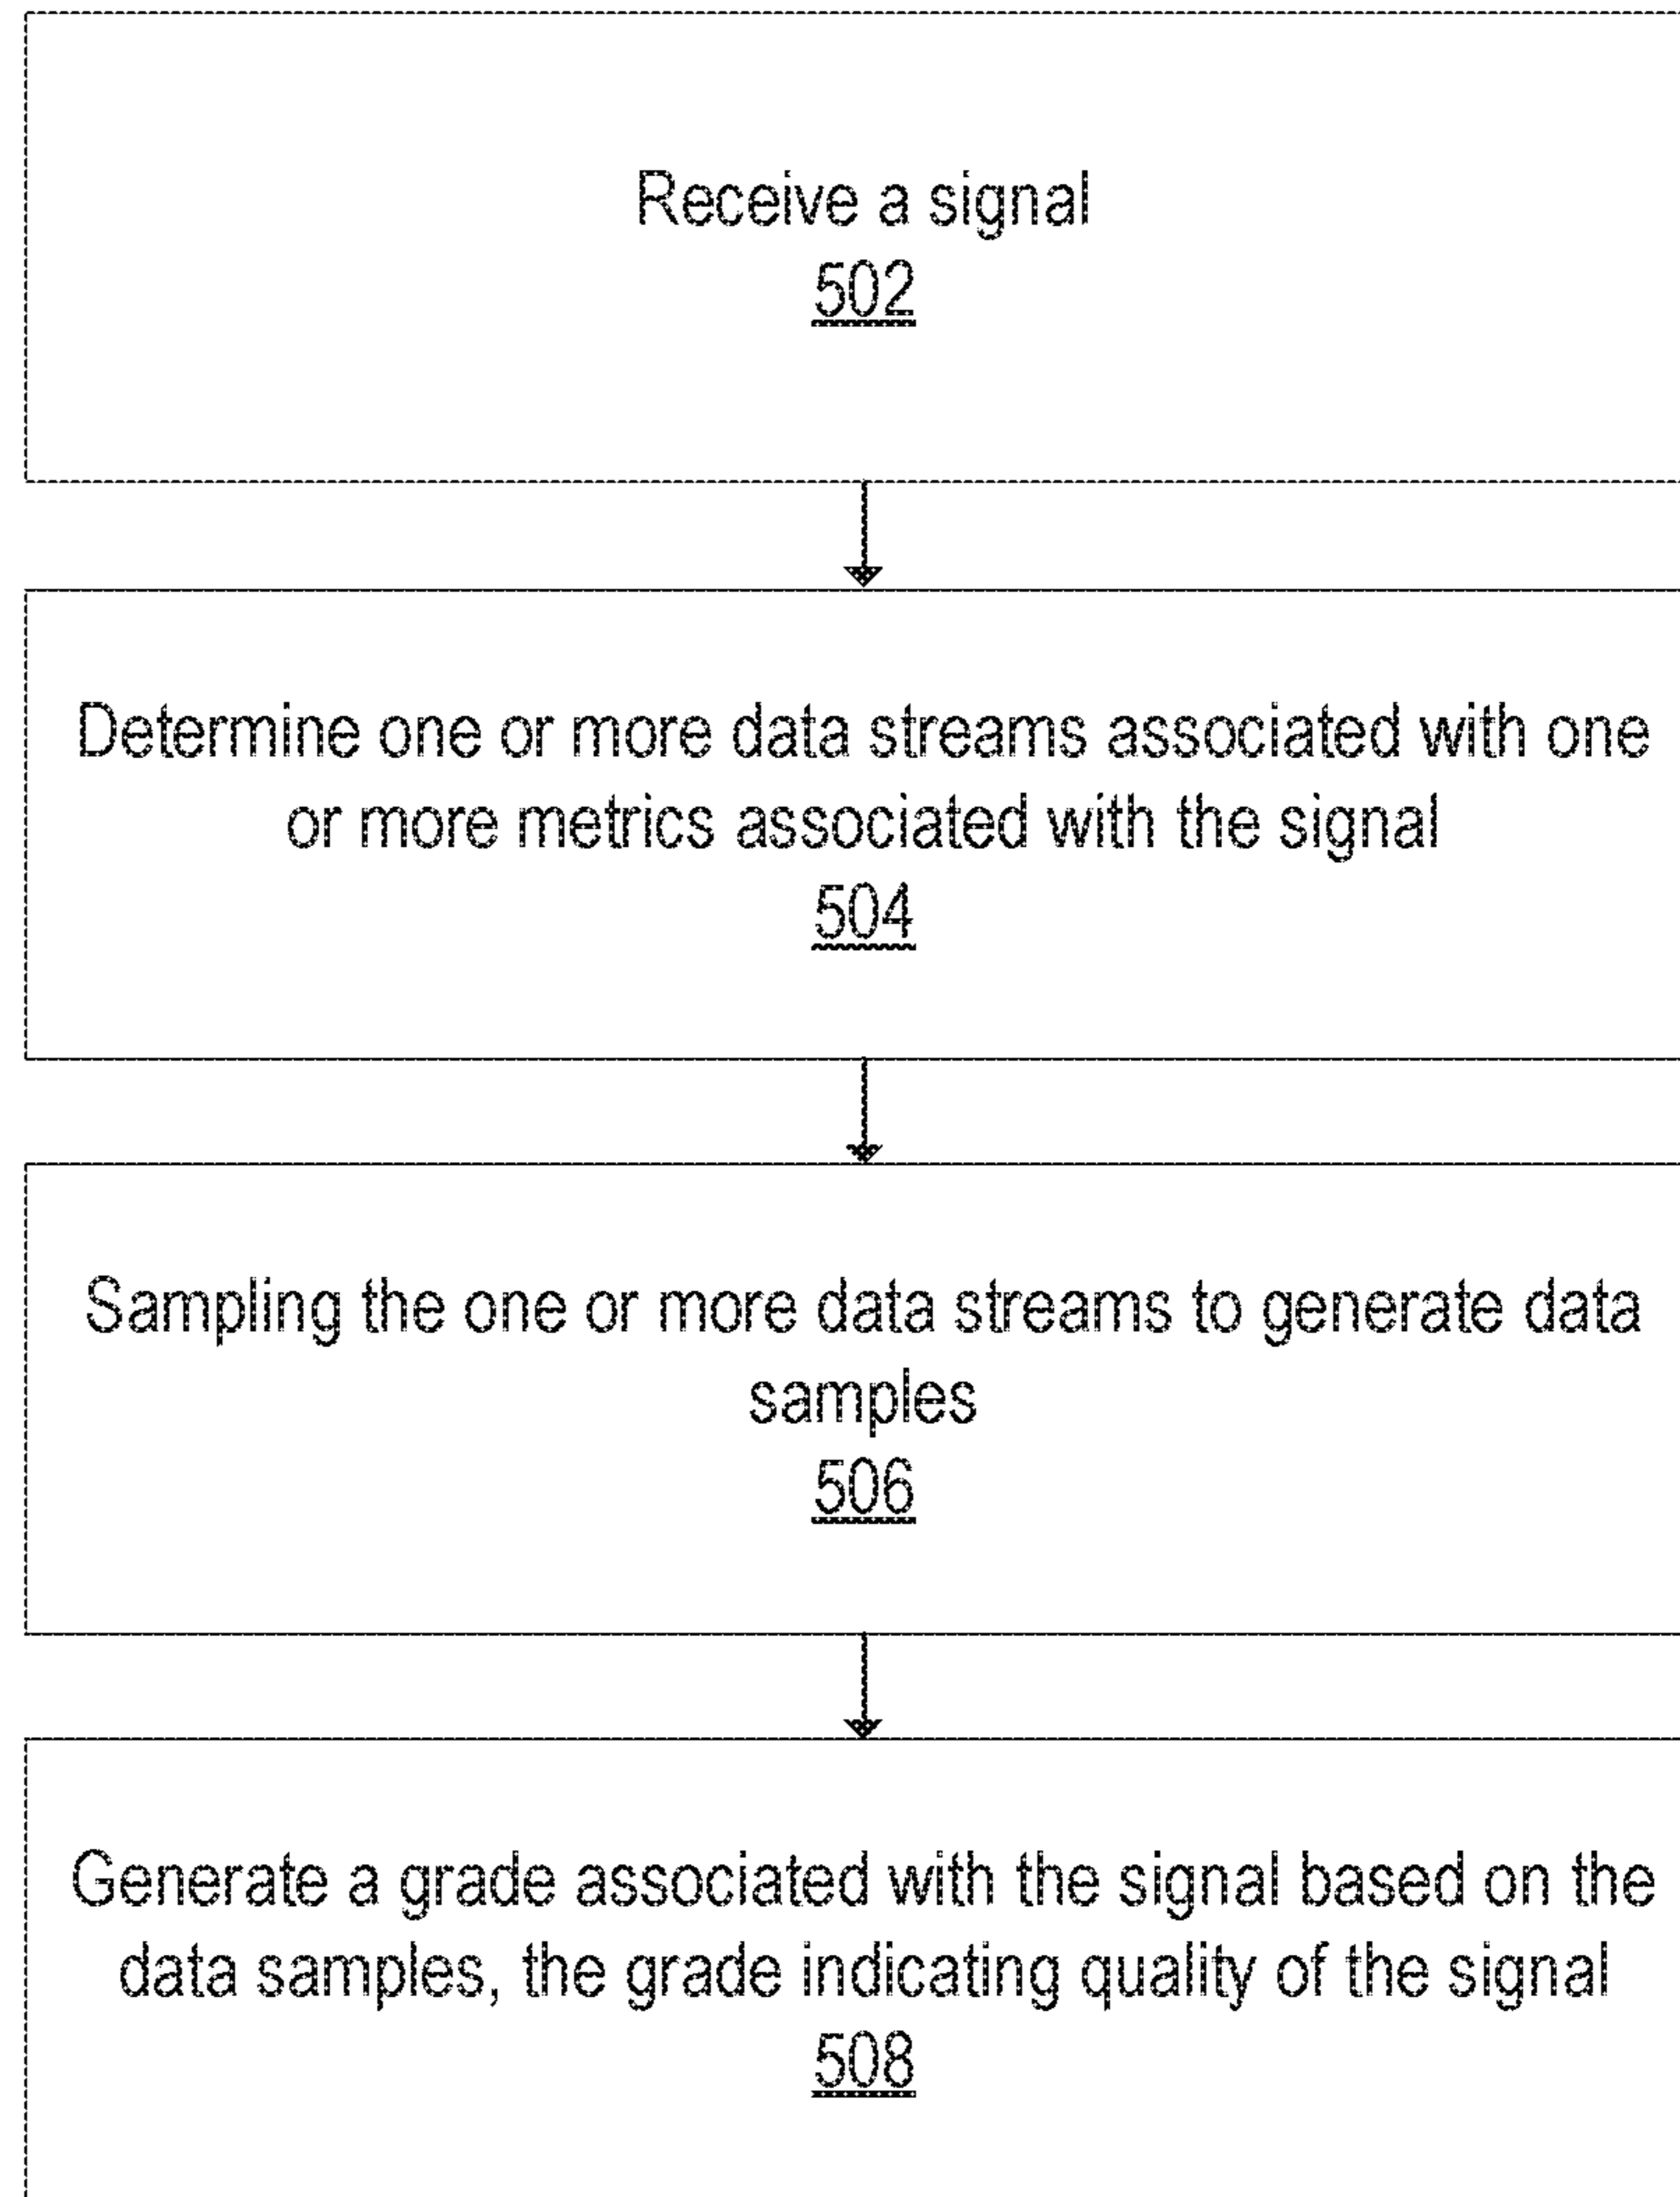 Receive a signal
502
Determine one or more data streams associated with one
or more metrics associated with the signal
504
Sampling the one or more data streams to generate data
samples
506
Generate a grade associated with the signal based on the
data samples, the grade indicating quality of the signal
508